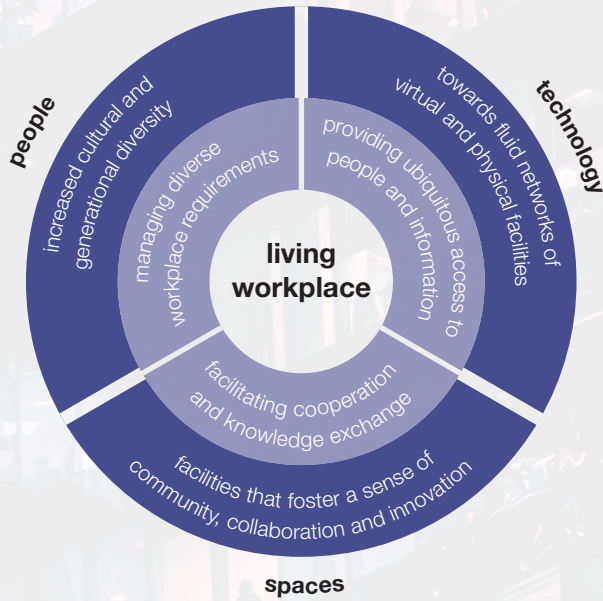 people
increased cultural and
generational diversity
managing diverse
workplace requirements
technology
towards fluid networks of
virtual and physical facilities
providing ubiquitous access to
people and information
living
workplace
facilitating cooperation
and knowledge exchange
facilities that foster a sense of
community, collaboration and innovation
spaces